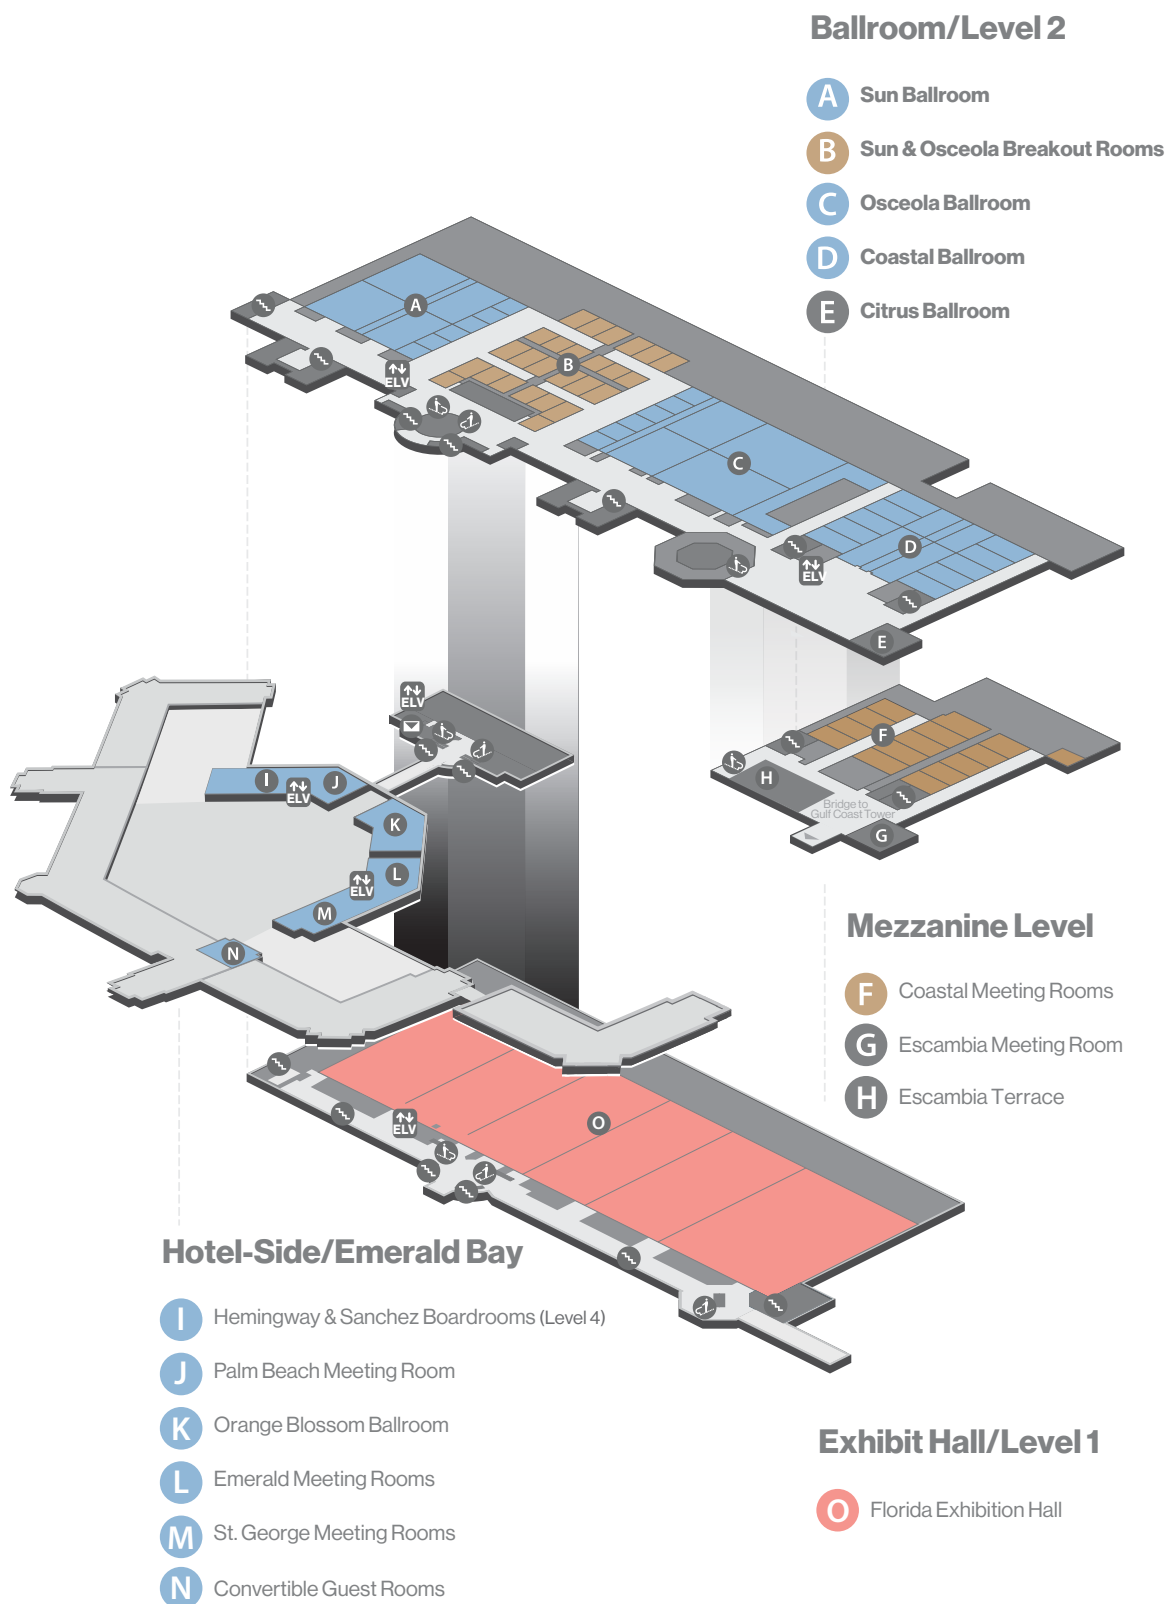 Ballroom/Level 2
A Sun Ballroom
B Sun & Osceola Breakout Rooms
C Osceola Ballroom
D Coastal Ballroom
E Citrus Ballroom
A
ELV
B
C
D
ELV
E
ELV
F
H
Bridge to
Gulf Coast Tower
G
I
ELV
J
K
L
ELV
M
N
Mezzanine Level
F Coastal Meeting Rooms
G Escambia Meeting Room
H Escambia Terrace
ELV
O
Hotel-Side/Emerald Bay
I Hemingway & Sanchez Boardrooms (Level 4)
J Palm Beach Meeting Room
K Orange Blossom Ballroom
L Emerald Meeting Rooms
M St. George Meeting Rooms
N Convertible Guest Rooms
Exhibit Hall/Level 1
O Florida Exhibition Hall